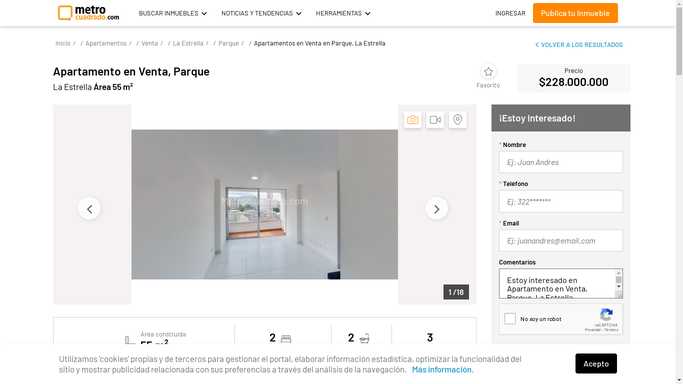 metro
cuadrado.com
BUSCAR INMUEBLES
NOTICIAS Y TENDENCIAS
HERRAMIENTAS
INGRESAR
Publica tu Inmueble
Inicio / / Apartamentos / / Venta / / La Estrella / / Parque / / Apartamentos en Venta en Parque, La Estrella
VOLVER A LOS RESULTADOS
Apartamento en Venta, Parque
La Estrella Área 55 m²
Favorito
Precio
$228.000.000
¡Estoy Interesado!
* Nombre
Ej: Juan Andres
* Teléfono
Ej: 322*******
* Email
Ej: juanandres@email.com
Comentarios
Estoy interesado en
Apartamento en Venta,
Parque, La Estrella
No soy un robot
reCAPTCHA
Privacidad - Términos
1 /16
Área construida
55 m²
2
2
3
Utilizamos 'cookies' propias y de terceros para gestionar el portal, elaborar información estadística, optimizar la funcionalidad del
sitio y mostrar publicidad relacionada con sus preferencias a través del análisis de la navegación. Más información.
Acepto